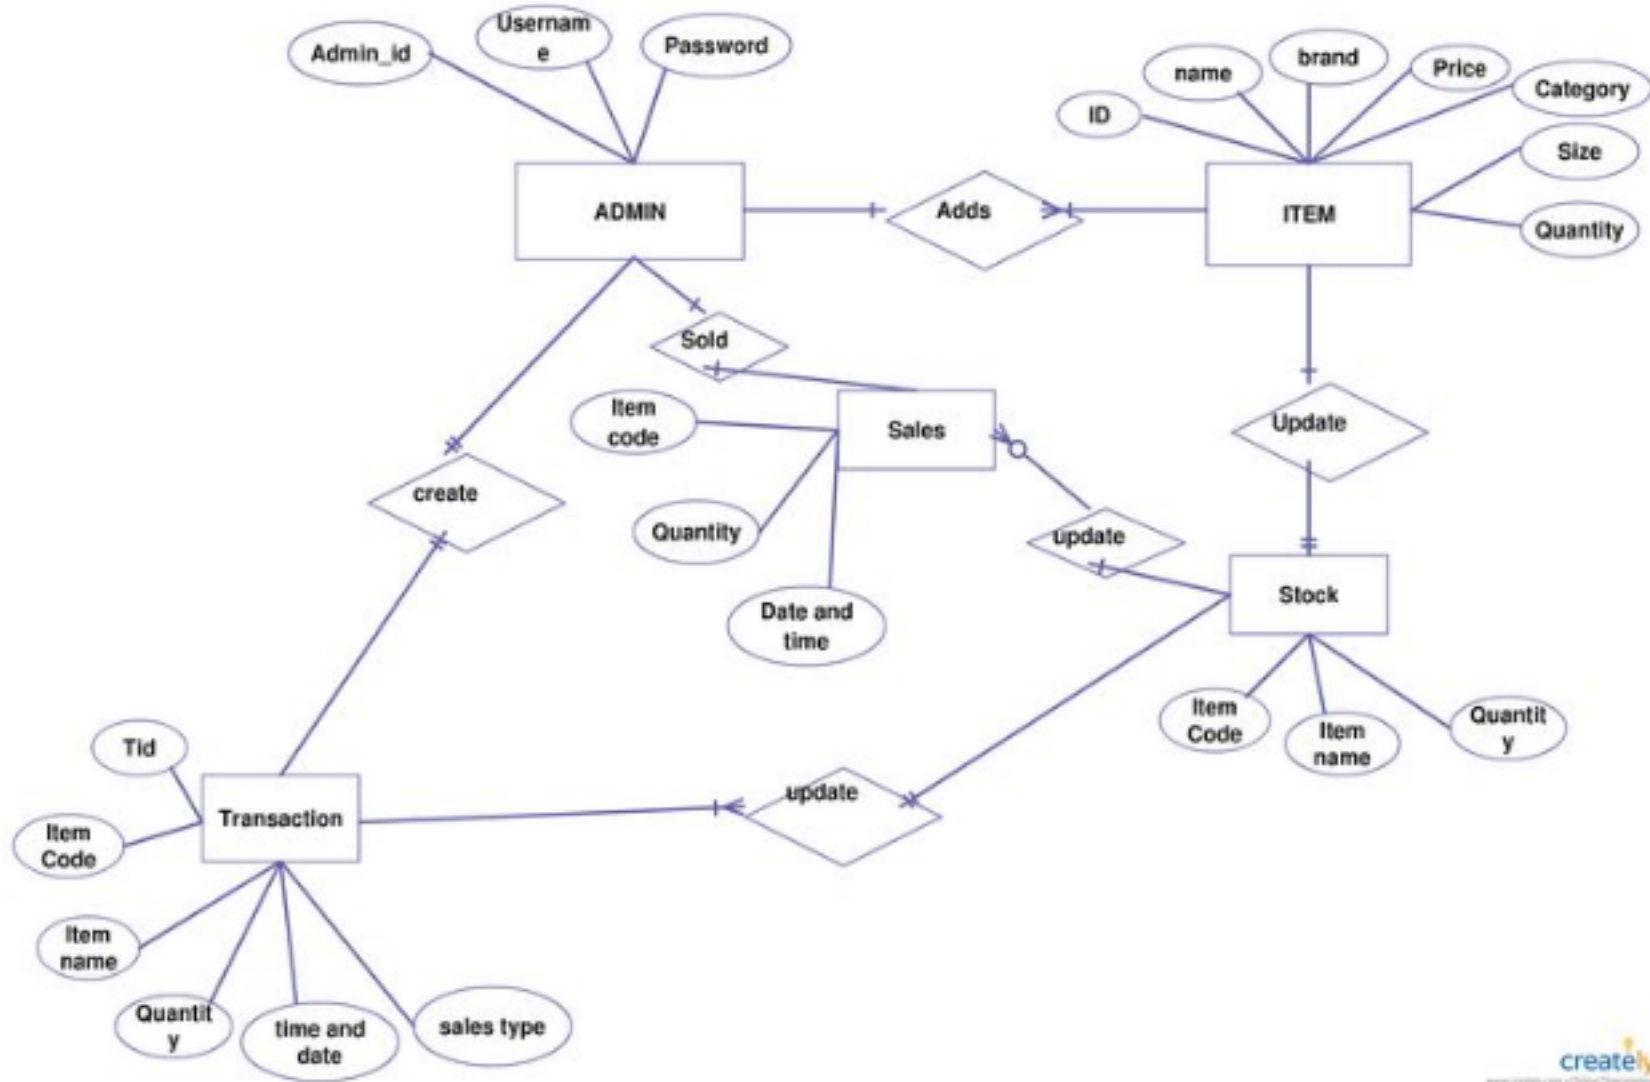 Admin_id
Usernam
e
Password
name
brand
Price
Category
ID
Size
Quantity
ADMIN
Adds
ITEM
Sold
Item
code
Sales
Update
create
Quantity
update
Date and
time
Stock
Item
Code
Item
name
Quantit
y
Tid
Transaction
update
Item
Code
Item
name
Quantit
y
time and
date
sales type
creately